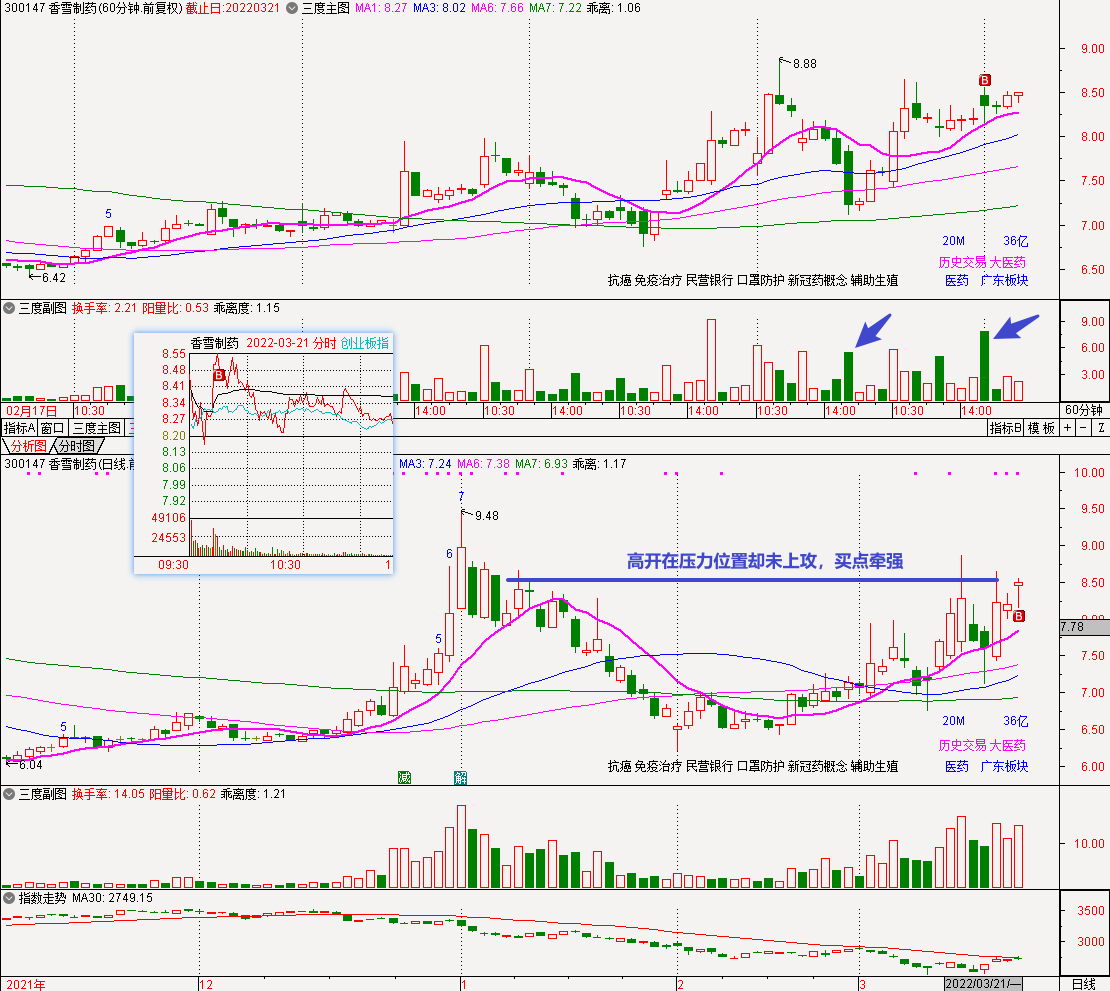 300147 香雪制药(60分钟.前复权) 截止日:20220321 三度主图 MA1: 8.27 MA3: 8.02 MA6: 7.66 MA7: 7.22 乖离: 1.06
9.00
8.88
B
8.50
8.00
7.50
5
7.00
20M 36亿
历史交易 大医药
6.50
6.42
抗癌 免疫治疗 民营银行 口罩防护 新冠药概念 辅助生殖 医药 广东板块
三度副图 换手率: 2.21 阳量比: 0.53 乖离度: 1.15
9.00
6.00
3.00
02月17日 10:30 14:00 10:30 14:00 10:30 14:00 10:30 14:00 10:30 14:00 60分钟
指标A 窗口 三度主图 三 指标B 模板 + - Z
分析图 分时图
香雪制药 2022-03-21 分时 创业板指
8.55
8.48
B
8.41
8.34
8.27
8.20
8.13
8.06
7.99
7.92
49106
24553
09:30 10:30 1
300147 香雪制药(日线.前 MA3: 7.24 MA6: 7.38 MA7: 6.93 乖离: 1.17
10.00
7
9.48
9.50
6
9.00
高开在压力位置却未上攻，买点牵强
8.50
8.00
B
7.78
5
7.50
7.00
5
20M 36亿
6.50
历史交易 大医药
6.04
抗癌 免疫治疗 民营银行 口罩防护 新冠药概念 辅助生殖 医药 广东板块
6.00
减 解
三度副图 换手率: 14.05 阳量比: 0.62 乖离度: 1.21
10.00
指数走势 MA30: 2749.15
3500
3000
2021年 12 1 2 3 2022/03/21/一 日线